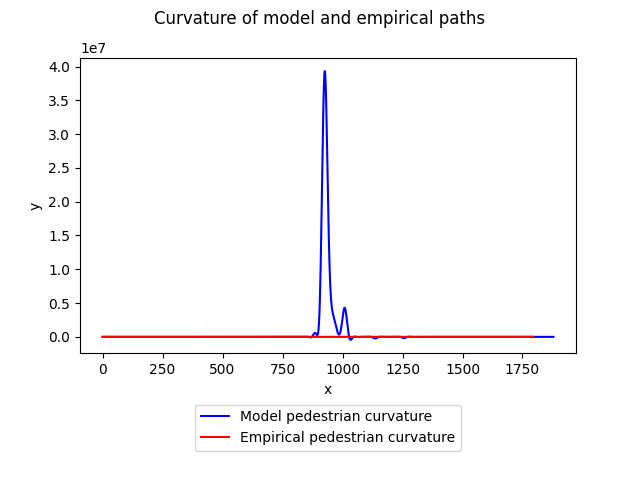 Curvature of model and empirical paths
1e7
4.0
3.5
3.0
2.5
2.0
1.5
1.0
0.5
0.0
y
0 250 500 750 1000 1250 1500 1750
x
Model pedestrian curvature
Empirical pedestrian curvature